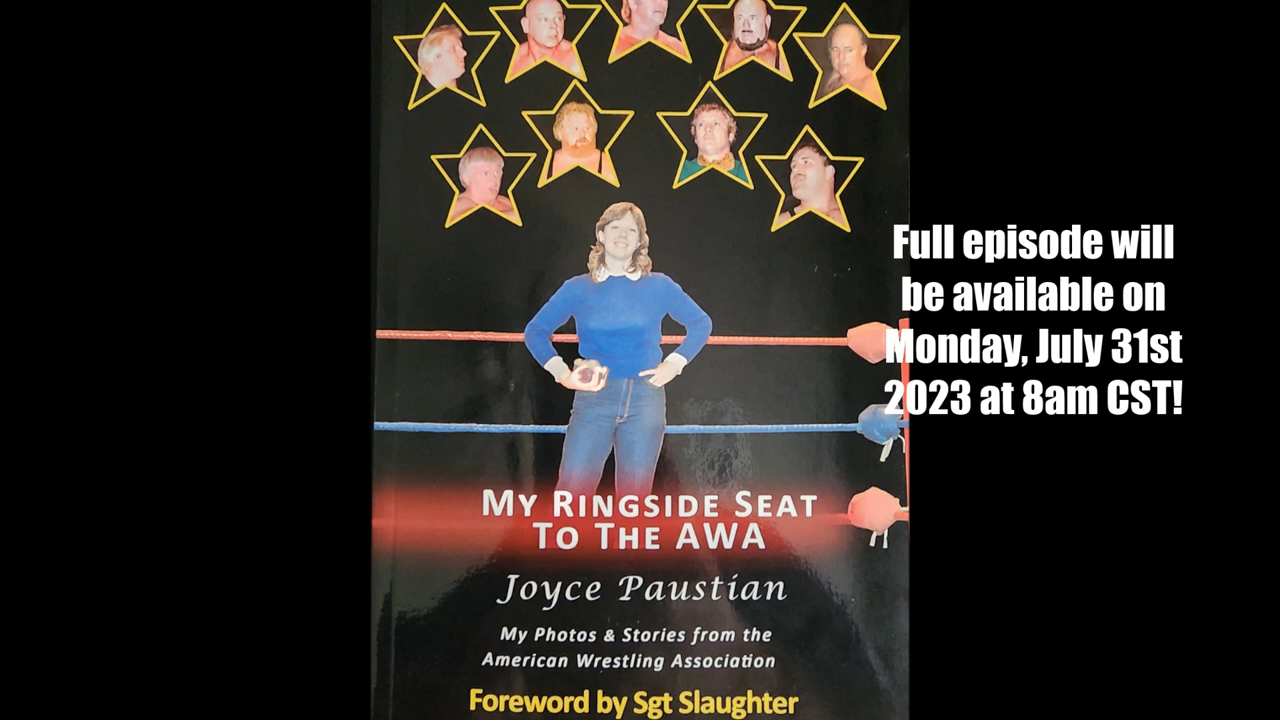 Full episode will
be available on
Monday, July 31st
2023 at 8am CST!
My Ringside Seat
To The AWA
Joyce Paustian
My Photos & Stories from the
American Wrestling Association
Foreword by Sgt Slaughter